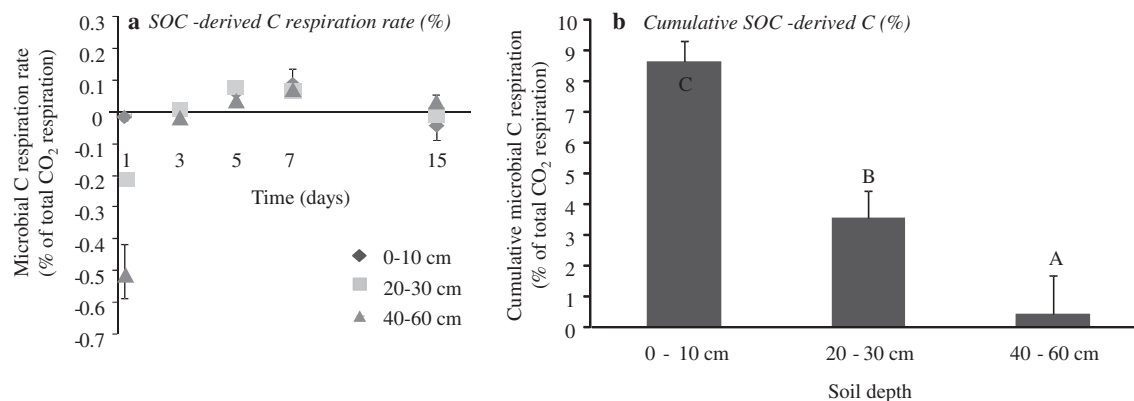 a SOC -derived C respiration rate (%)
Microbial C respiration rate
(% of total CO2 respiration)
0.3
0.2
0.1
0
-0.1
-0.2
-0.3
-0.4
-0.5
-0.6
-0.7
1 3 5 7 15
Time (days)
0-10 cm
20-30 cm
40-60 cm
b Cumulative SOC-derived C (%)
Cumulative microbial C respiration
(% of total CO2 respiration)
10
9
8
7
6
5
4
3
2
1
0
C
B
A
0 - 10 cm 20 - 30 cm 40 - 60 cm
Soil depth